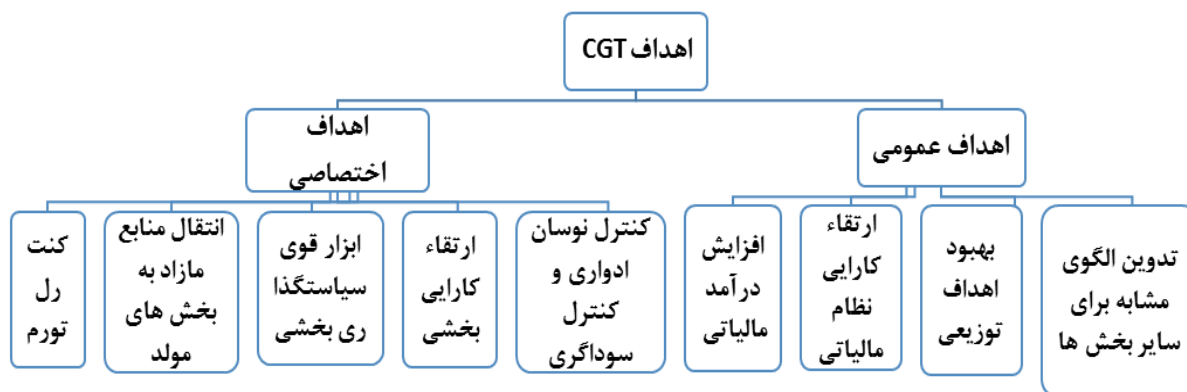 اهداف CGT
اهداف عمومی
اهداف
اختصاصی
تدوین الگوی
مشابه برای
سایر بخش ها
بهبود
اهداف
توزیعی
ارتقاء
کارایی
نظام
مالیاتی
افزایش
درآمد
مالیاتی
کنترل نوسان
ادواری و
کنترل
سوداگری
ارتقاء
کارایی
بخشی
ابزار قوی
سیاستگذا
ری بخشی
انتقال منابع
مازاد به
بخش های
مولد
کنت
رل
تورم